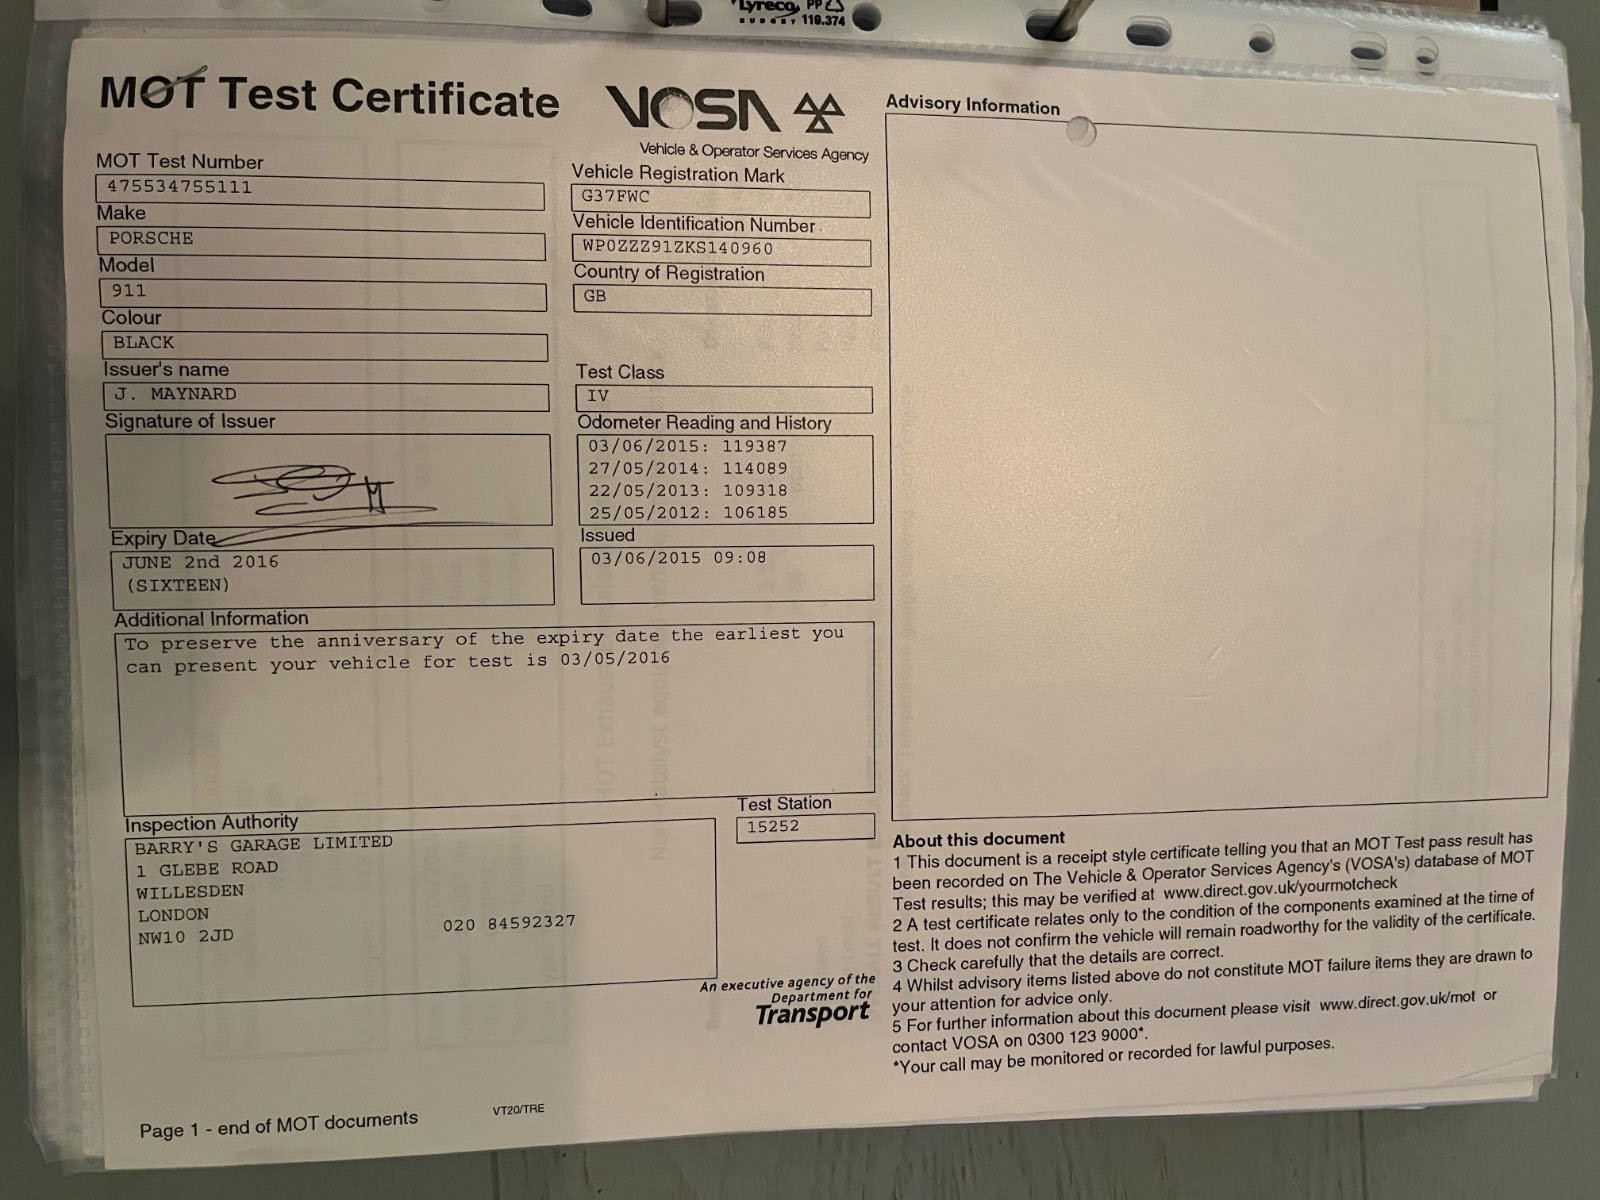 Lyreco
PP
BUDGET 119.374
MOT Test Certificate
VOSA
Vehicle & Operator Services Agency
MOT Test Number
475534755111
Make
PORSCHE
Model
911
Colour
BLACK
Issuer's name
J. MAYNARD
Signature of Issuer
Expiry Date
JUNE 2nd 2016
(SIXTEEN)
Vehicle Registration Mark
G37FWC
Vehicle Identification Number
WP0ZZZ91ZKS140960
Country of Registration
GB
Test Class
IV
Odometer Reading and History
03/06/2015: 119387
27/05/2014: 114089
22/05/2013: 109318
25/05/2012: 106185
Issued
03/06/2015 09:08
Additional Information
To preserve the anniversary of the expiry date the earliest you
can present your vehicle for test is 03/05/2016
Inspection Authority
BARRY'S GARAGE LIMITED
1 GLEBE ROAD
WILLESDEN
LONDON
NW10 2JD
020 84592327
Test Station
15252
An executive agency of the
Department for
Transport
Page 1 - end of MOT documents
VT20/TRE
Advisory Information
About this document
1 This document is a receipt style certificate telling you that an MOT Test pass result has
been recorded on The Vehicle & Operator Services Agency's (VOSA's) database of MOT
Test results; this may be verified at www.direct.gov.uk/yourmotcheck
2 A test certificate relates only to the condition of the components examined at the time of
test. It does not confirm the vehicle will remain roadworthy for the validity of the certificate.
3 Check carefully that the details are correct.
4 Whilst advisory items listed above do not constitute MOT failure items they are drawn to
your attention for advice only.
5 For further information about this document please visit www.direct.gov.uk/mot or
contact VOSA on 0300 123 9000*.
*Your call may be monitored or recorded for lawful purposes.